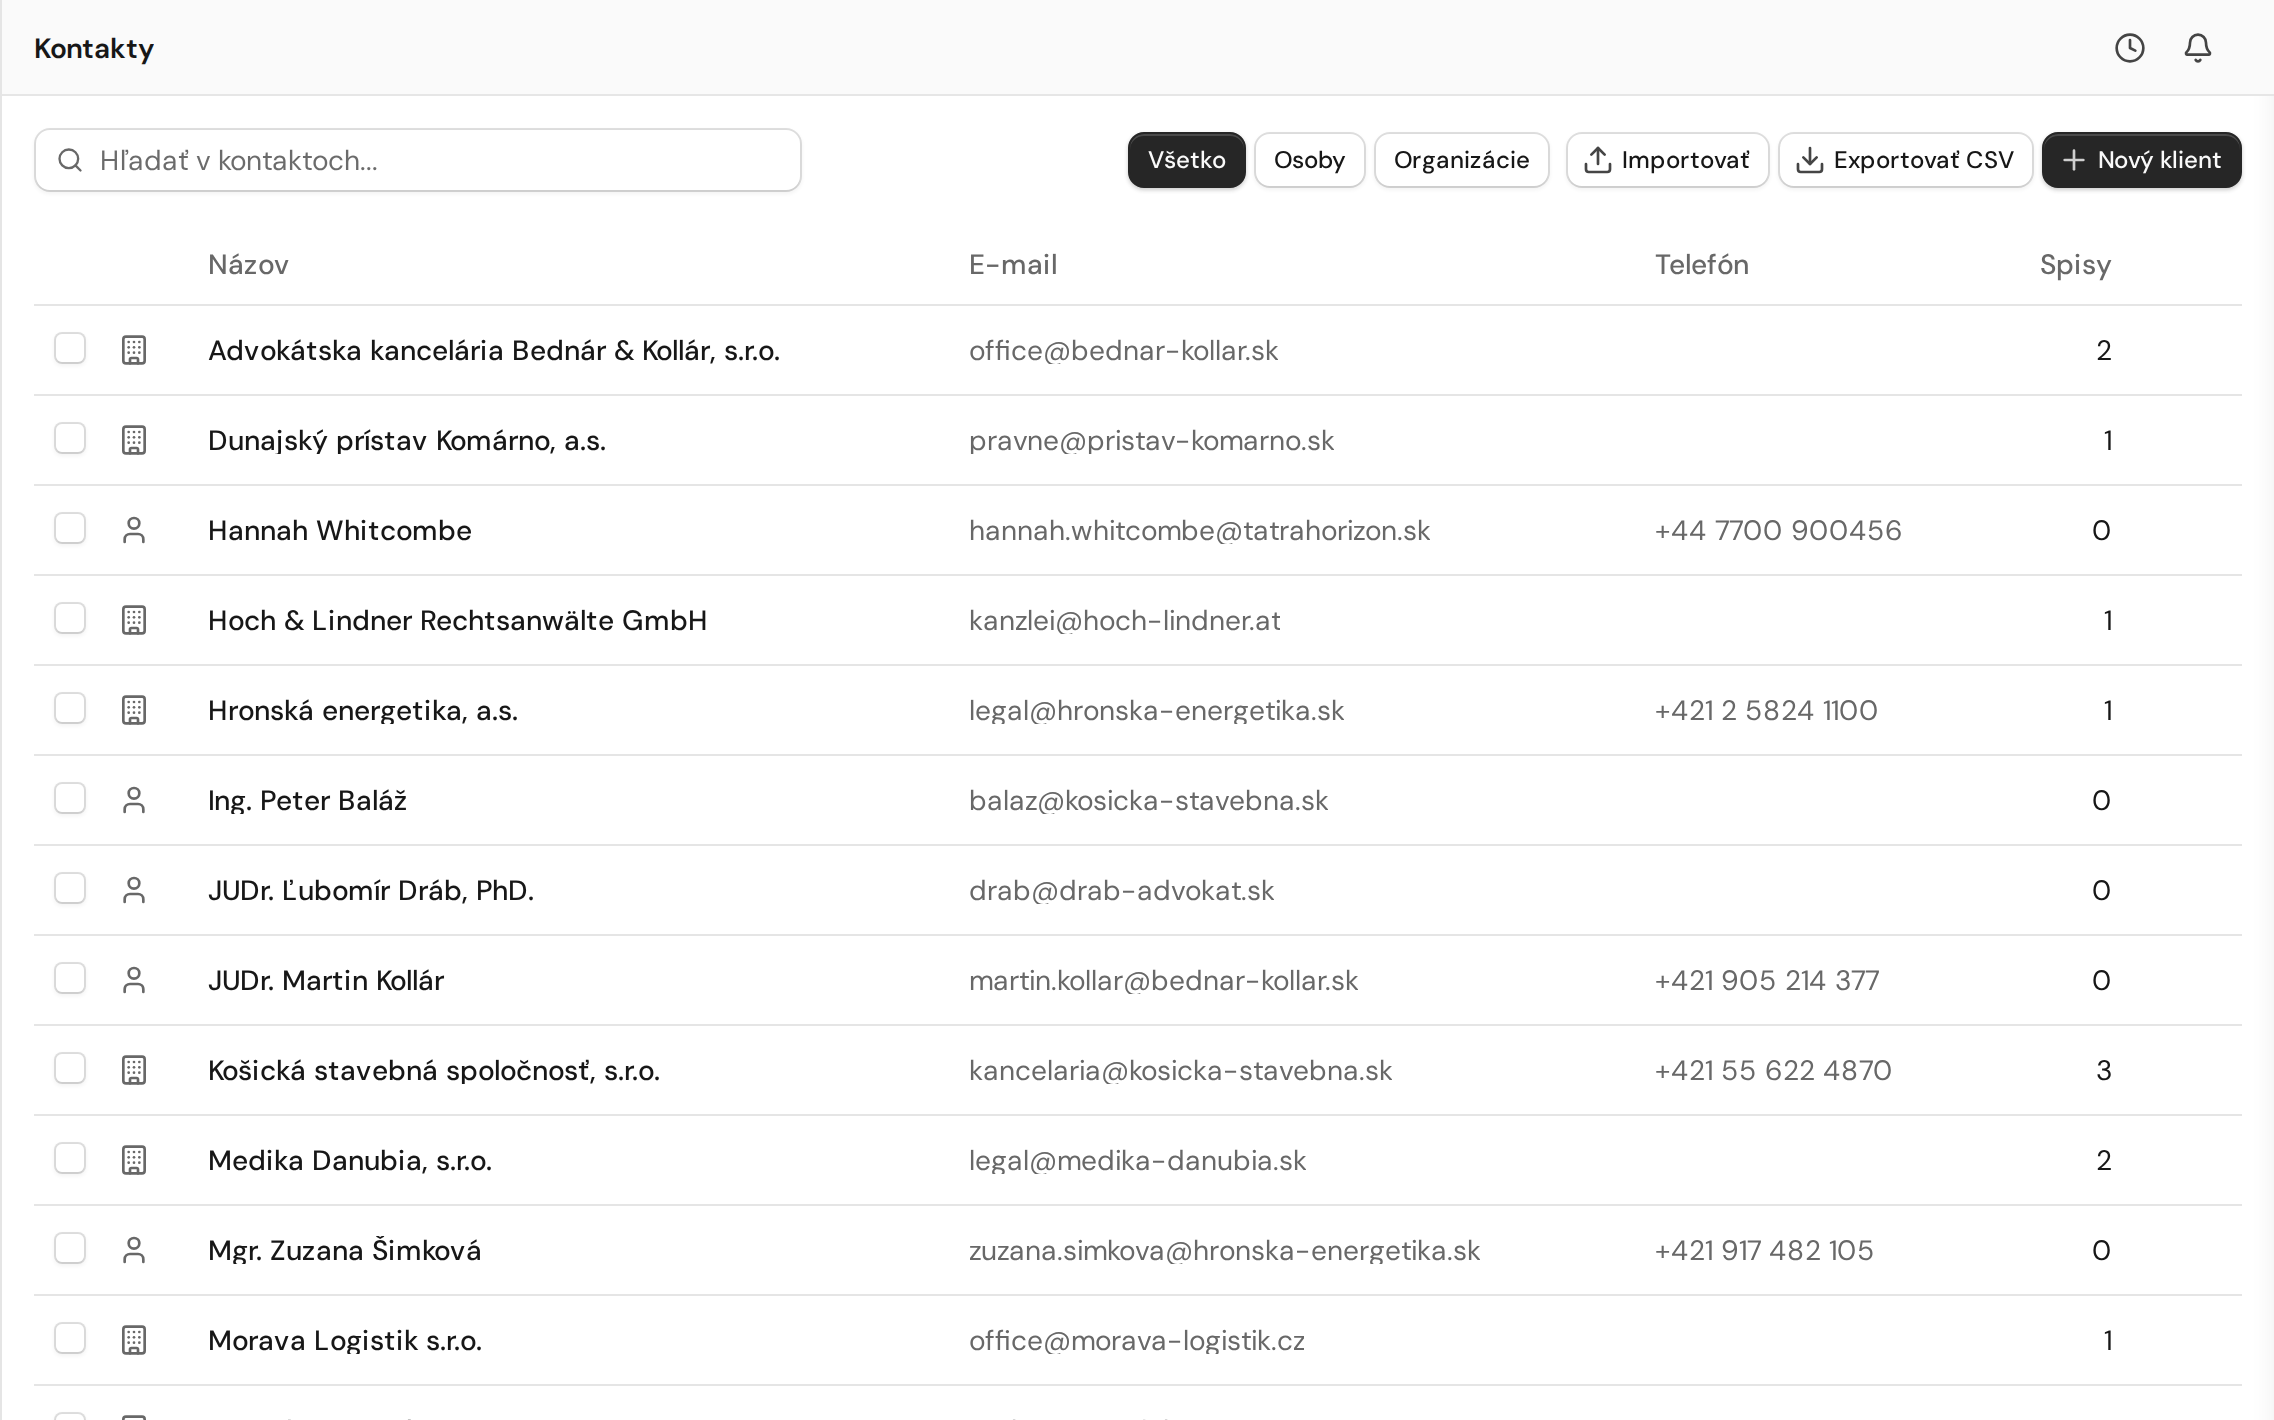 Kontakty
Hľadať v kontaktoch...
Všetko Osoby Organizácie Importovať Exportovať CSV Nový klient
Názov E-mail Telefón Spisy
Advokátska kancelária Bednár & Kollár, s.r.o. office@bednar-kollar.sk 2
Dunajský prístav Komárno, a.s. pravne@pristav-komarno.sk 1
Hannah Whitcombe hannah.whitcombe@tatrahorizon.sk +44 7700 900456 0
Hoch & Lindner Rechtsanwälte GmbH kanzlei@hoch-lindner.at 1
Hronská energetika, a.s. legal@hronska-energetika.sk +421 2 5824 1100 1
Ing. Peter Baláž balaz@kosicka-stavebna.sk 0
JUDr. Ľubomír Dráb, PhD. drab@drab-advokat.sk 0
JUDr. Martin Kollár martin.kollar@bednar-kollar.sk +421 905 214 377 0
Košická stavebná spoločnosť, s.r.o. kancelaria@kosicka-stavebna.sk +421 55 622 4870 3
Medika Danubia, s.r.o. legal@medika-danubia.sk 2
Mgr. Zuzana Šimková zuzana.simkova@hronska-energetika.sk +421 917 482 105 0
Morava Logistik s.r.o. office@morava-logistik.cz 1